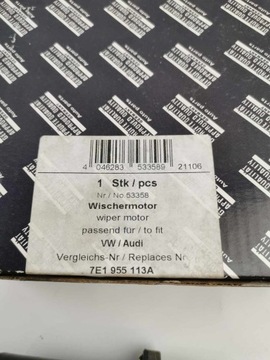 4 046283 533589 21106
1 Stk / pcs
Nr / No 53358
Wischermotor
wiper motor
passend für / to fit
VW / Audi
Vergleichs-Nr / Replaces Nr
7E1 955 113A